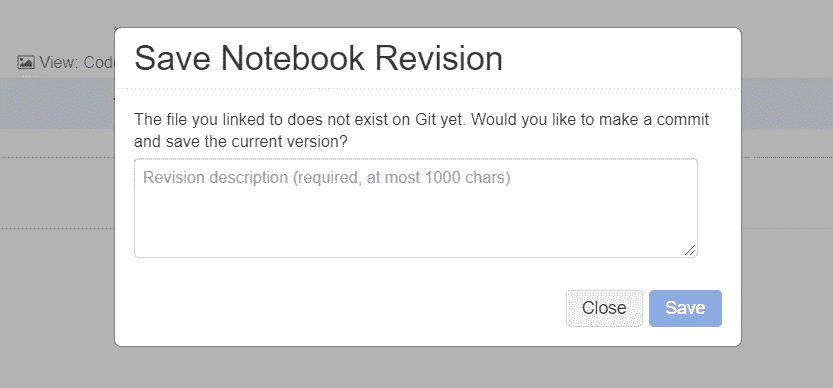 Save Notebook Revision
View: Code
The file you linked to does not exist on Git yet. Would you like to make a commit
and save the current version?
Revision description (required, at most 1000 chars)
Close
Save